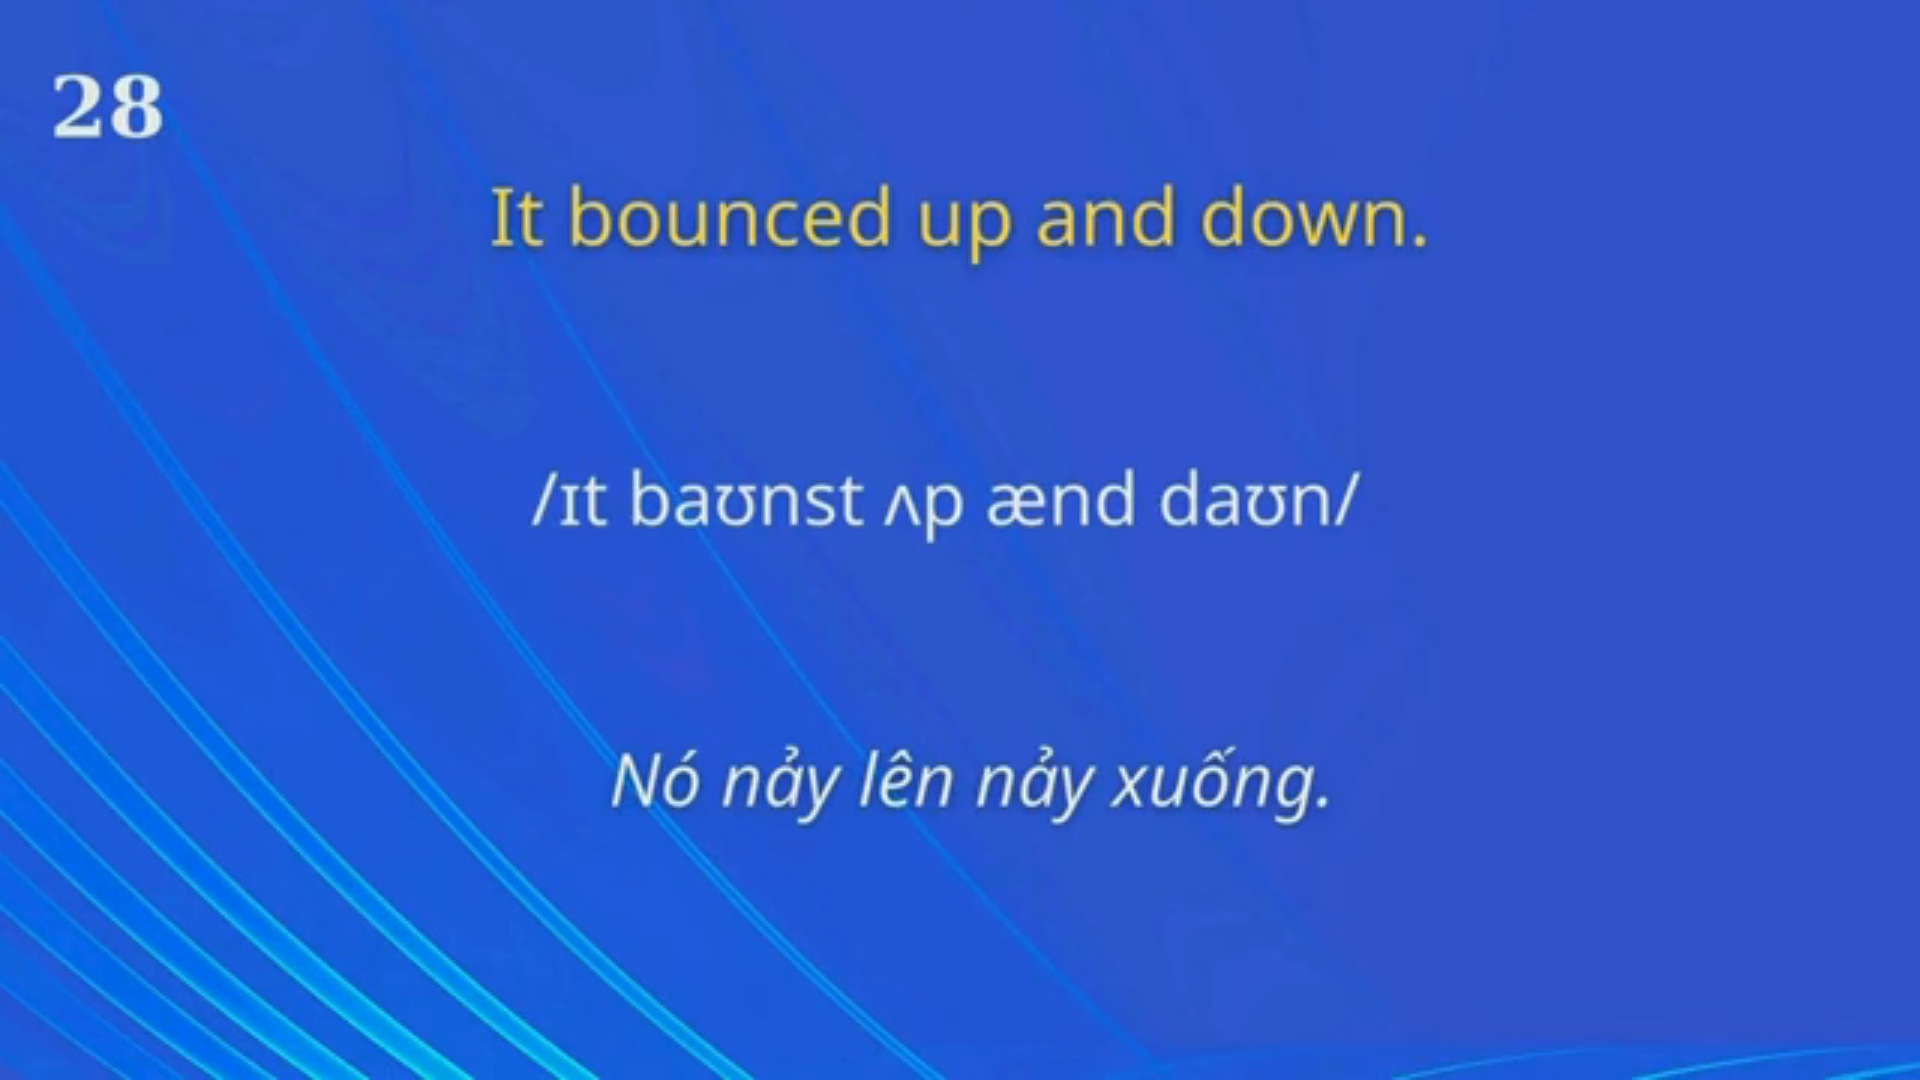 28
It bounced up and down.
/ɪt baʊnst ʌp ænd daʊn/
Nó nảy lên nảy xuống.